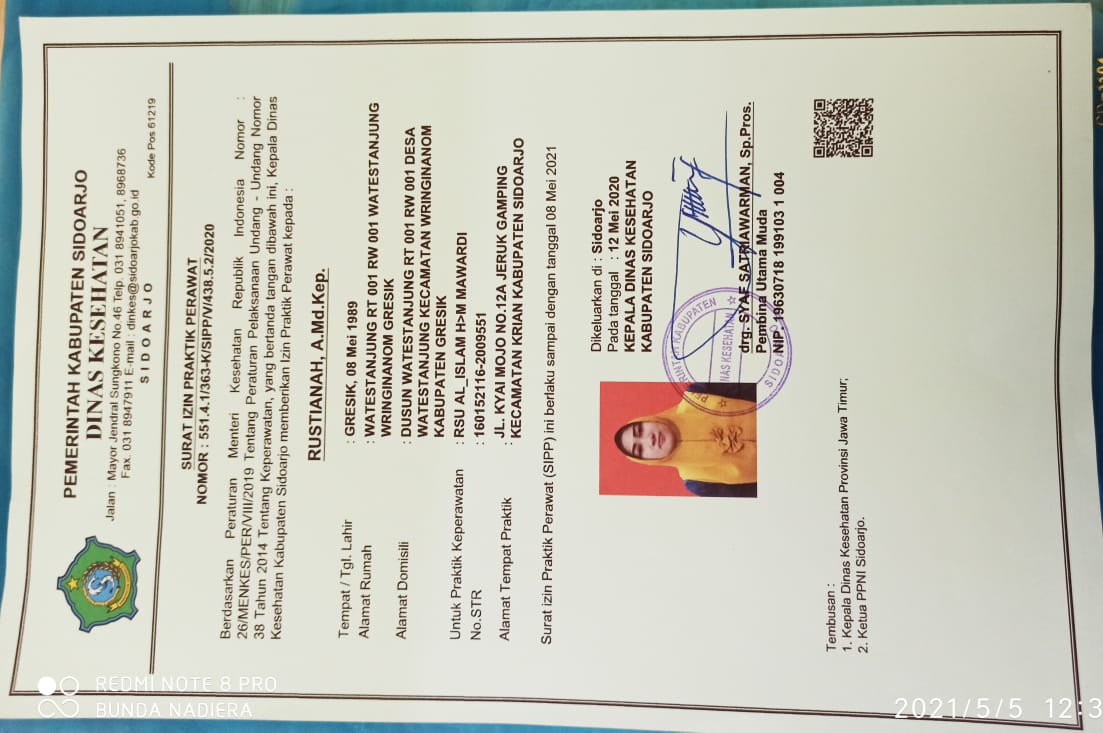 PEMERINTAH KABUPATEN SIDOARJO
DINAS KESEHATAN
Jalan : Mayor Jendral Sungkono No.46 Telp. 031 8941051, 8968736
Fax. 031 8947911 E-mail : dinkes@sidoarjokab.go.id
S I D O A R J O
Kode Pos 61219
SURAT IZIN PRAKTIK PERAWAT
NOMOR : 551.4.1/363-K/SIPP/V/438.5.2/2020
Berdasarkan Peraturan Menteri Kesehatan Republik Indonesia Nomor :
26/MENKES/PER/VIII/2019 Tentang Peraturan Pelaksanaan Undang - Undang Nomor
38 Tahun 2014 Tentang Keperawatan, yang bertanda tangan dibawah ini, Kepala Dinas
Kesehatan Kabupaten Sidoarjo memberikan Izin Praktik Perawat kepada :
RUSTIANAH, A.Md.Kep.
Tempat / Tgl. Lahir : GRESIK, 08 Mei 1989
Alamat Rumah : WATESTANJUNG RT 001 RW 001 WATESTANJUNG
WRINGINANOM GRESIK
Alamat Domisili : DUSUN WATESTANJUNG RT 001 RW 001 DESA
WATESTANJUNG KECAMATAN WRINGINANOM
KABUPATEN GRESIK
Untuk Praktik Keperawatan : RSU AL_ISLAM H>M MAWARDI
No.STR : 160152116-2009551
Alamat Tempat Praktik : JL. KYAI MOJO NO.12A JERUK GAMPING
KECAMATAN KRIAN KABUPATEN SIDOARJO
Surat izin Praktik Perawat (SIPP) ini berlaku sampai dengan tanggal 08 Mei 2021
Dikeluarkan di : Sidoarjo
Pada tanggal : 12 Mei 2020
KEPALA DINAS KESEHATAN
KABUPATEN SIDOARJO
drg. SYAF SATRIAWARMAN, Sp.Pros.
Pembina Utama Muda
NIP. 19630718 199103 1 004
Tembusan :
1. Kepala Dinas Kesehatan Provinsi Jawa Timur;
2. Ketua PPNI Sidoarjo.
REDMI NOTE 8 PRO
BUNDA NADIERA
2021/5/5 12:3